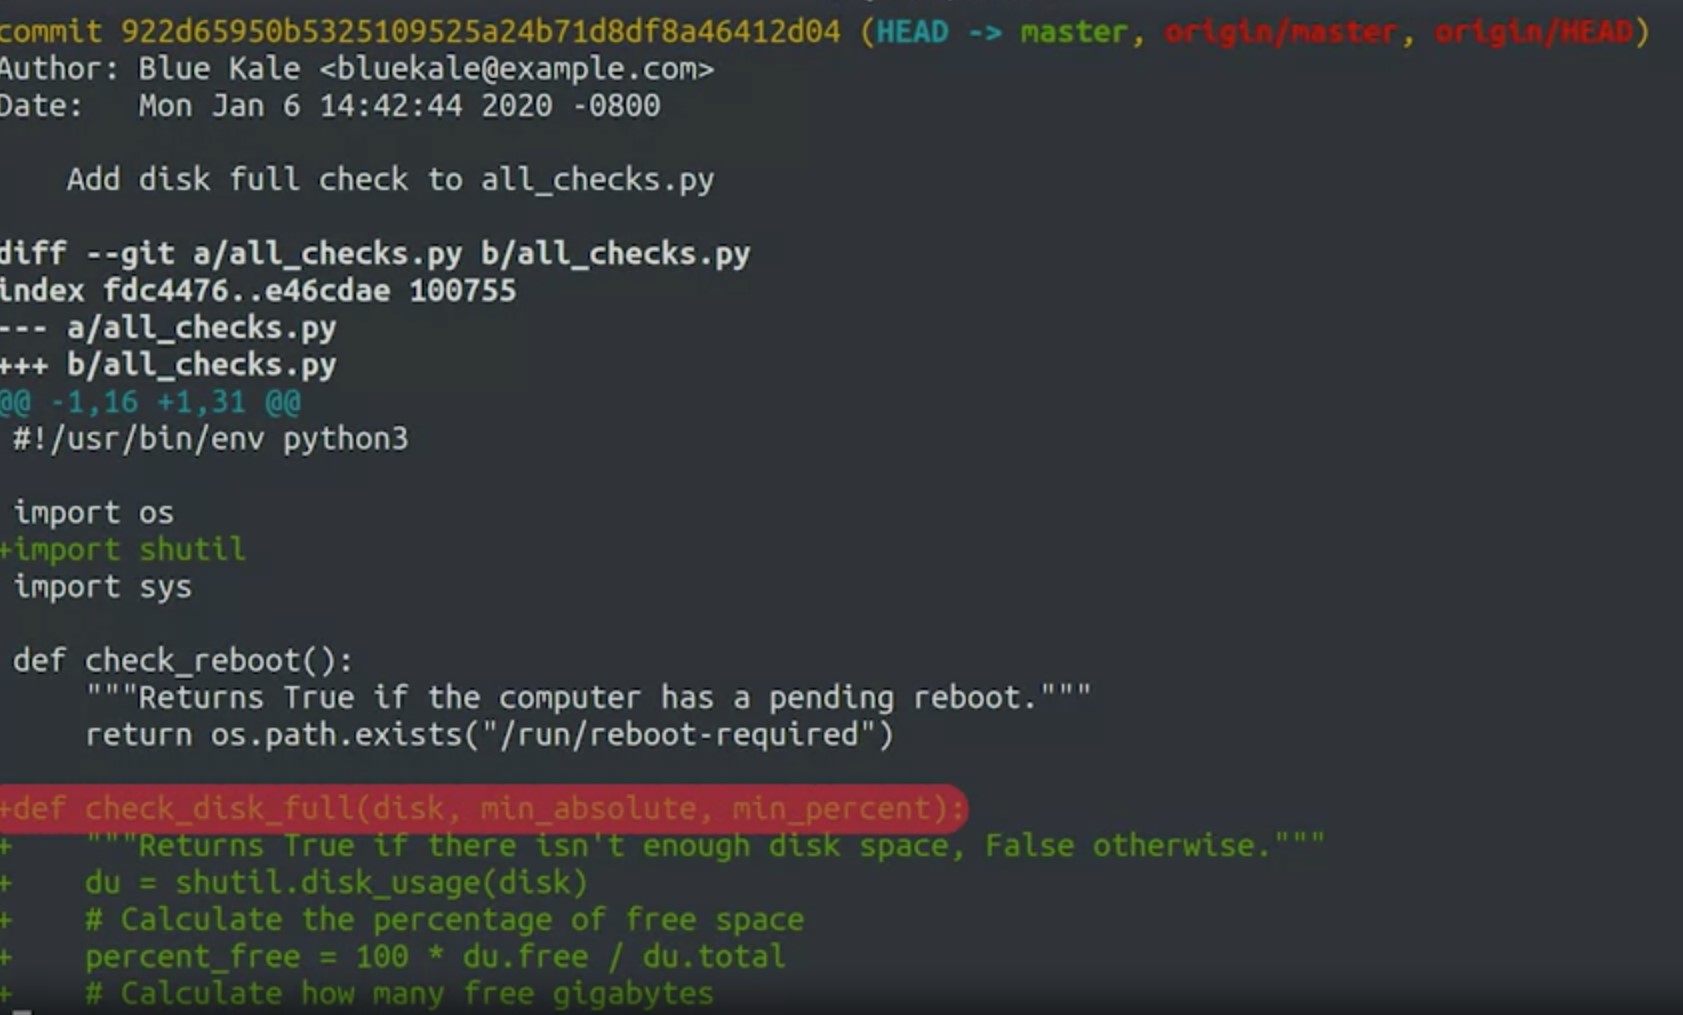 commit 922d65950b5325109525a24b71d8df8a46412d04 (HEAD -> master, origin/master, origin/HEAD)
Author: Blue Kale <bluekale@example.com>
Date:   Mon Jan 6 14:42:44 2020 -0800

    Add disk full check to all_checks.py

diff --git a/all_checks.py b/all_checks.py
index fdc4476..e46cdae 100755
--- a/all_checks.py
+++ b/all_checks.py
@@ -1,16 +1,31 @@
 #!/usr/bin/env python3

 import os
+import shutil
 import sys

 def check_reboot():
     """Returns True if the computer has a pending reboot."""
     return os.path.exists("/run/reboot-required")

+def check_disk_full(disk, min_absolute, min_percent):
+    """Returns True if there isn't enough disk space, False otherwise."""
+    du = shutil.disk_usage(disk)
+    # Calculate the percentage of free space
+    percent_free = 100 * du.free / du.total
+    # Calculate how many free gigabytes